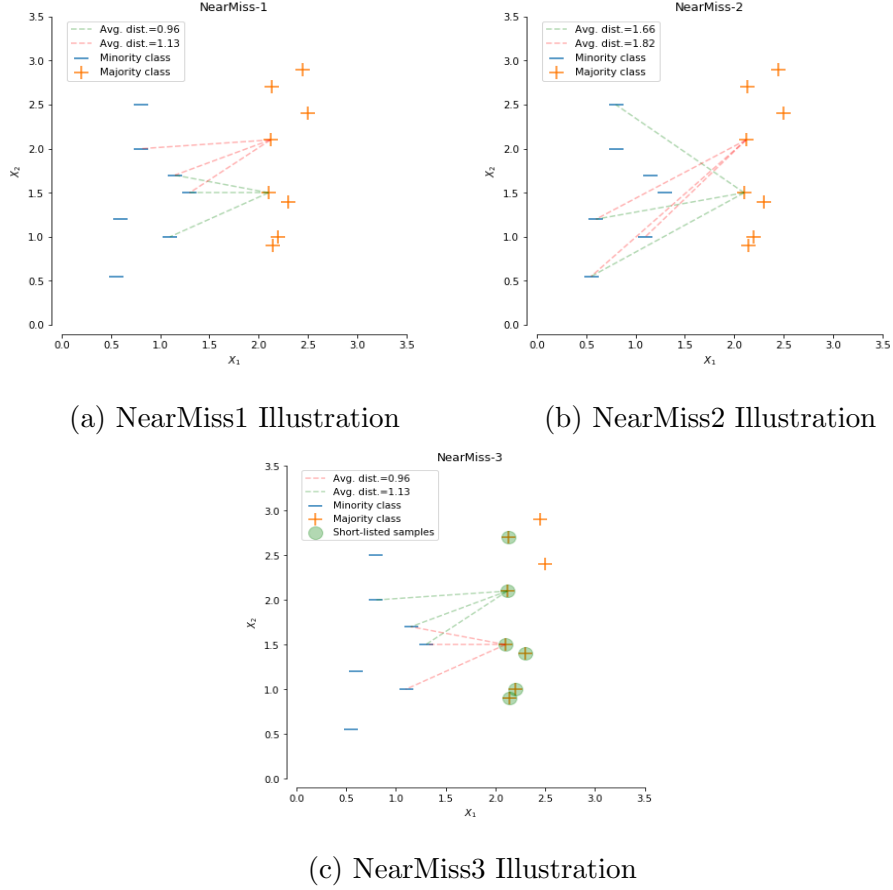 NearMiss-1
Avg. dist.=0.96
Avg. dist.=1.13
Minority class
Majority class
3.5
3.0
2.5
2.0
1.5
1.0
0.5
0.0
X₂
0.0 0.5 1.0 1.5 2.0 2.5 3.0 3.5
X₁
(a) NearMiss1 Illustration
NearMiss-2
Avg. dist.=1.66
Avg. dist.=1.82
Minority class
Majority class
3.5
3.0
2.5
2.0
1.5
1.0
0.5
0.0
X₂
0.0 0.5 1.0 1.5 2.0 2.5 3.0 3.5
X₁
(b) NearMiss2 Illustration
NearMiss-3
Avg. dist.=0.96
Avg. dist.=1.13
Minority class
Majority class
Short-listed samples
3.5
3.0
2.5
2.0
1.5
1.0
0.5
0.0
X₂
0.0 0.5 1.0 1.5 2.0 2.5 3.0 3.5
X₁
(c) NearMiss3 Illustration